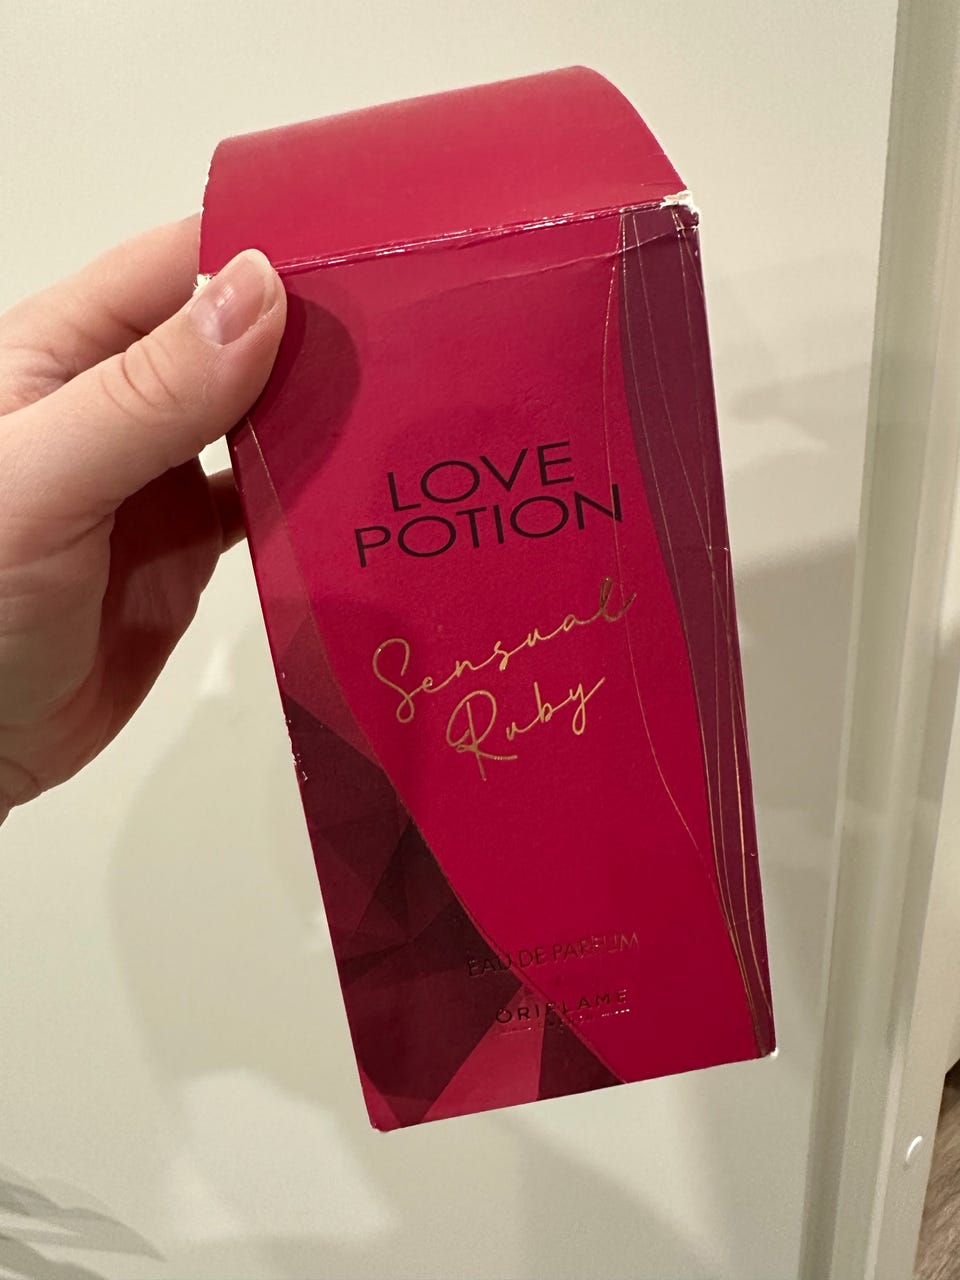 LOVE
POTION
Sensual
Ruby
EAU DE PARFUM
ORIFLAME